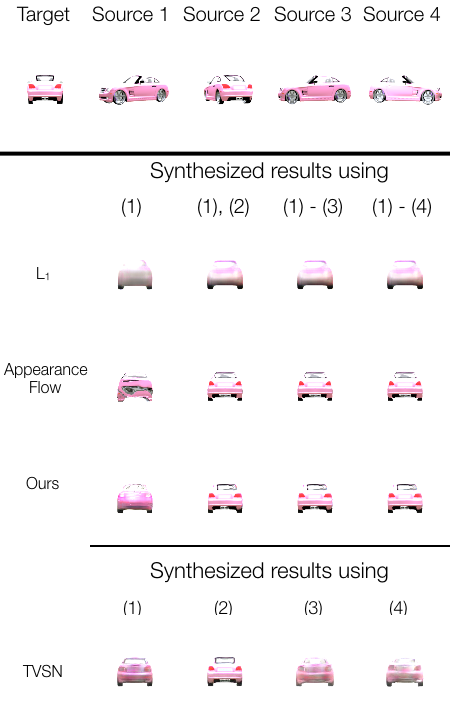 Target Source 1 Source 2 Source 3 Source 4
Synthesized results using
(1) (1), (2) (1) - (3) (1) - (4)
L₁
Appearance
Flow
Ours
Synthesized results using
(1) (2) (3) (4)
TVSN